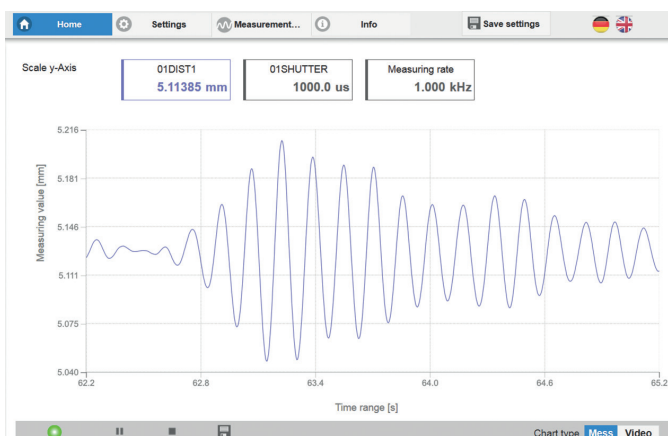 Home Settings Measurement... Info Save settings
Scale y-Axis
01DIST1
5.11385 mm
01SHUTTER
1000.0 us
Measuring rate
1.000 kHz
Measuring value [mm]
5.216
5.181
5.146
5.111
5.075
5.040
62.2 62.8 63.4 64.0 64.6 65.2
Time range [s]
Chart type Mess Video